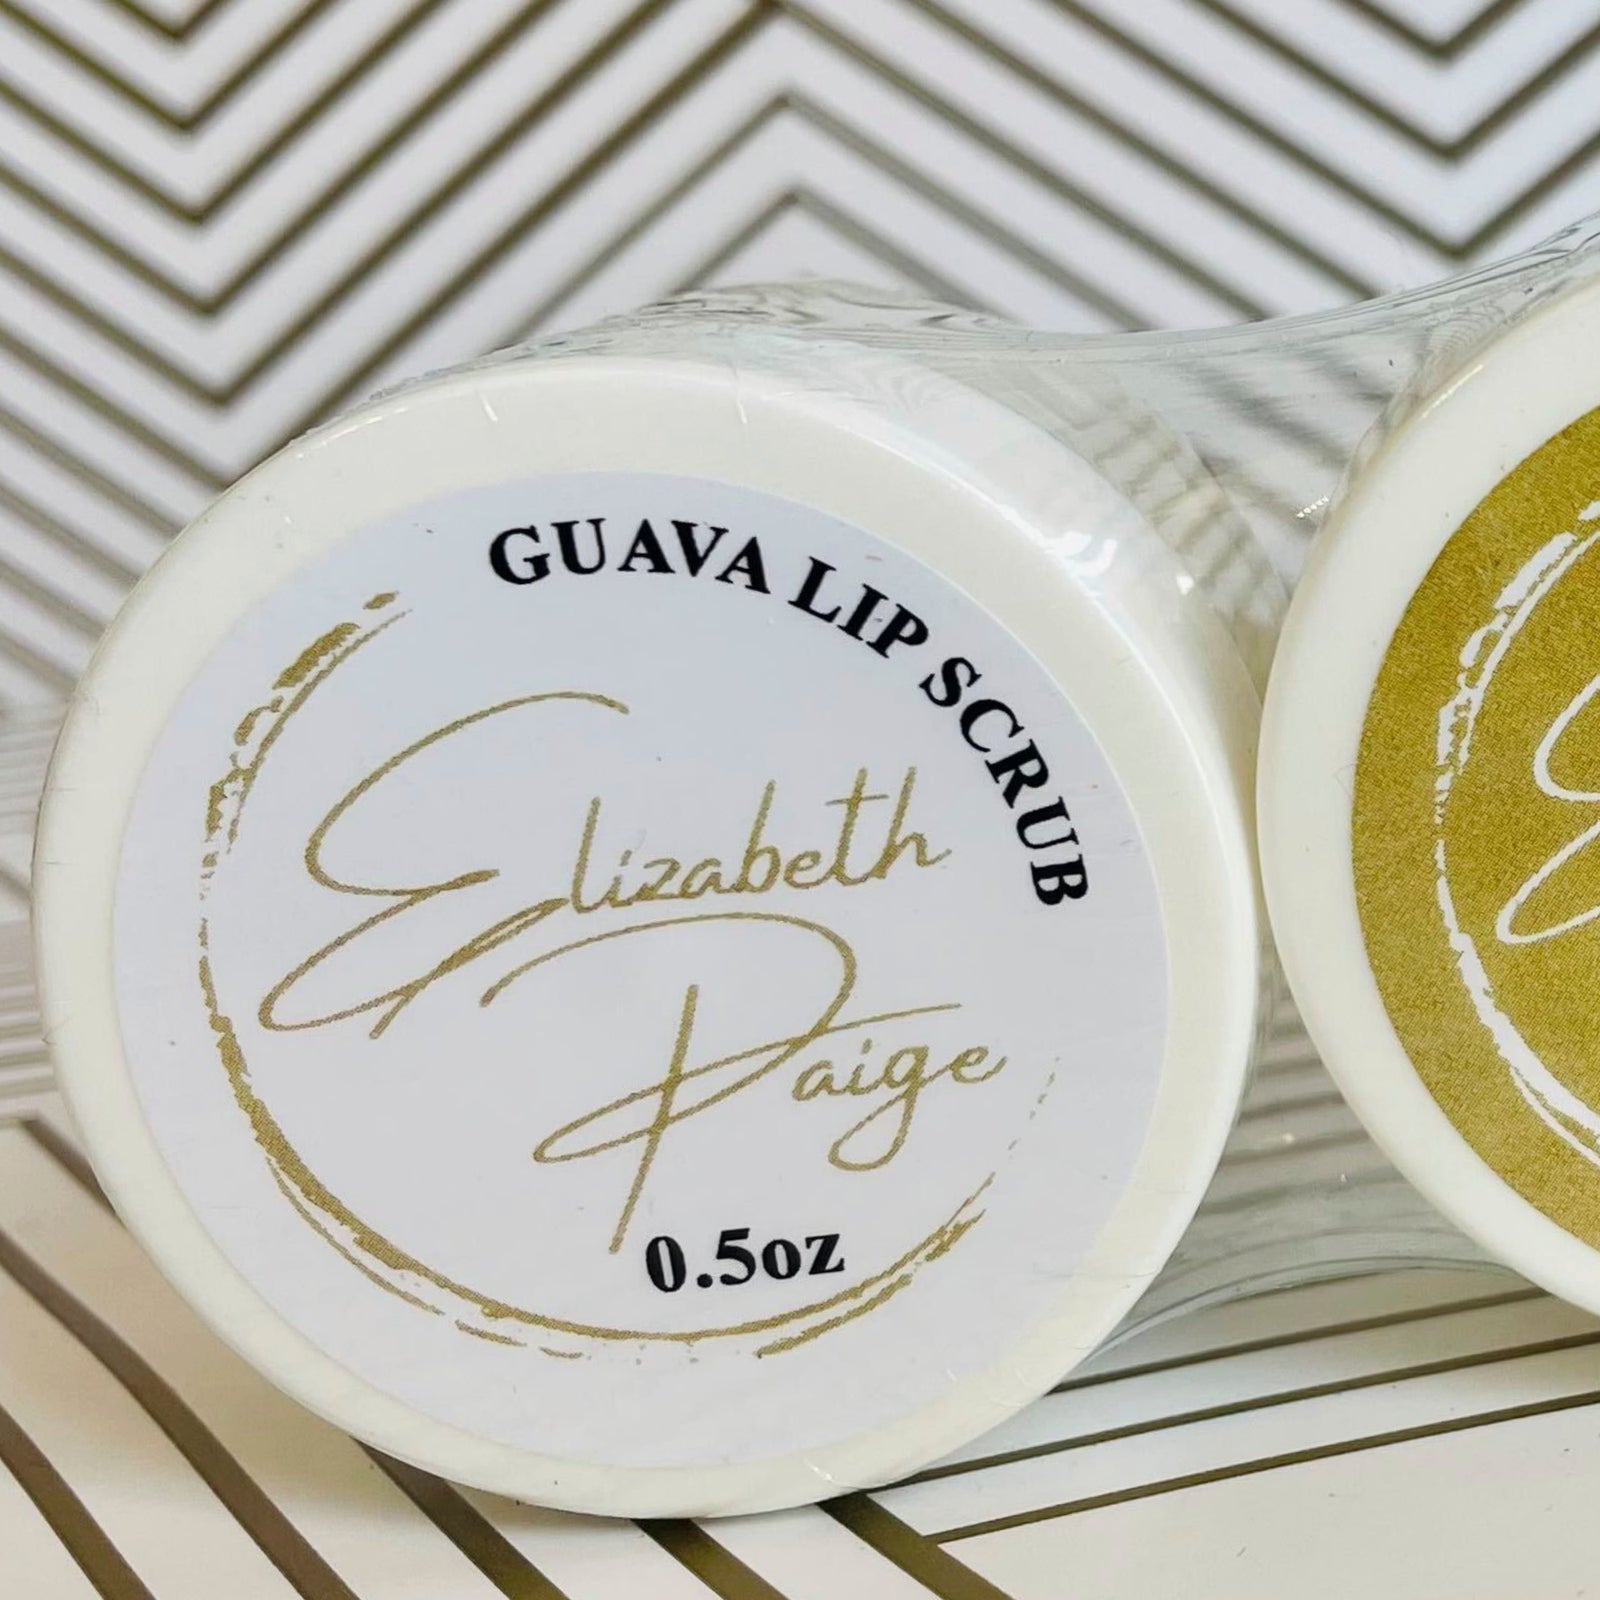 GUAVA LIP SCRUB
Elizabeth
Paige
0.5oz